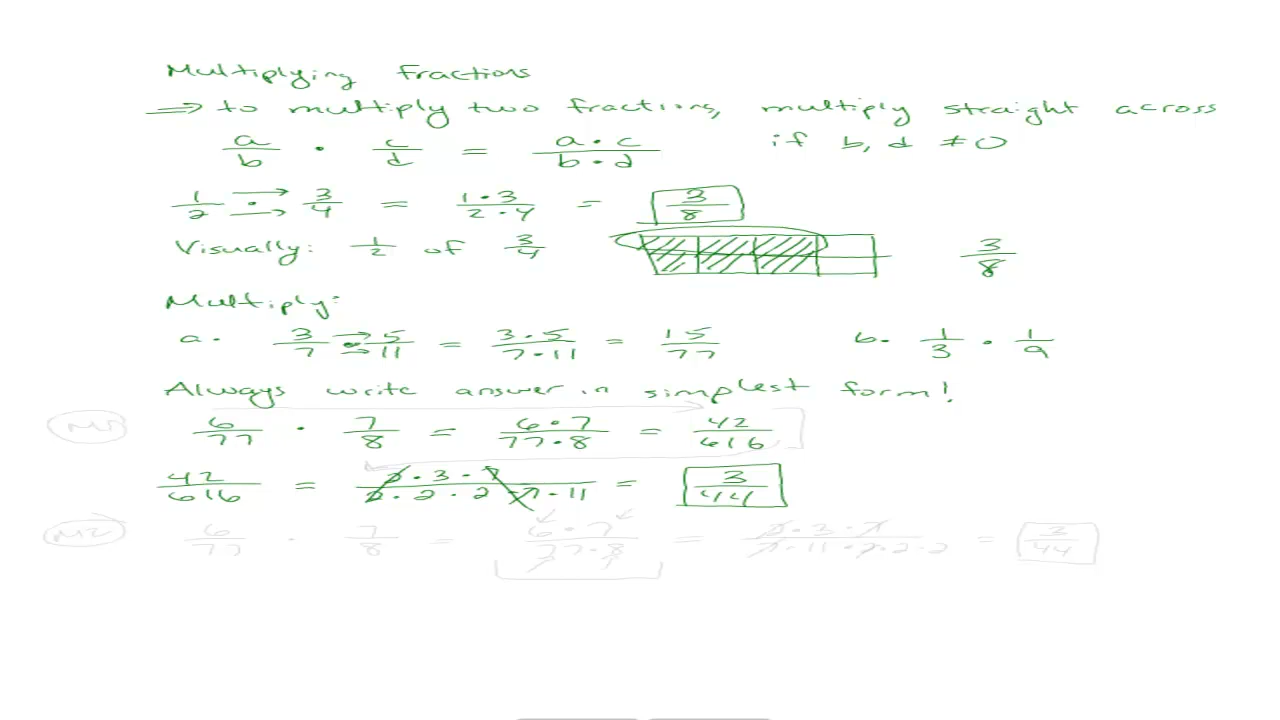 Multiplying Fractions
⇒ to multiply two fractions, multiply straight across
a/b · c/d = a·c/b·d if b, d ≠ 0
1/2 · 3/4 = 1·3/2·4 = 3/8
Visually: 1/2 of 3/4 3/8
Multiply:
a. 3/7 · 5/11 = 3·5/7·11 = 15/77 b. 1/3 · 1/9
Always write answer in simplest form!
M1 6/77 · 7/8 = 6·7/77·8 = 42/616
42/616 = 2·3·7/2·2·2·7·11 = 3/44
M2 6/77 · 7/8 = 6·7/77·8 = 2·3·7/7·11·2·2·2 = 3/44